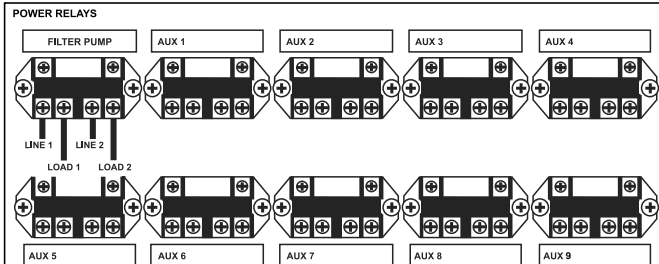 POWER RELAYS
FILTER PUMP
AUX 1
AUX 2
AUX 3
AUX 4
LINE 1
LINE 2
LOAD 1
LOAD 2
AUX 5
AUX 6
AUX 7
AUX 8
AUX 9